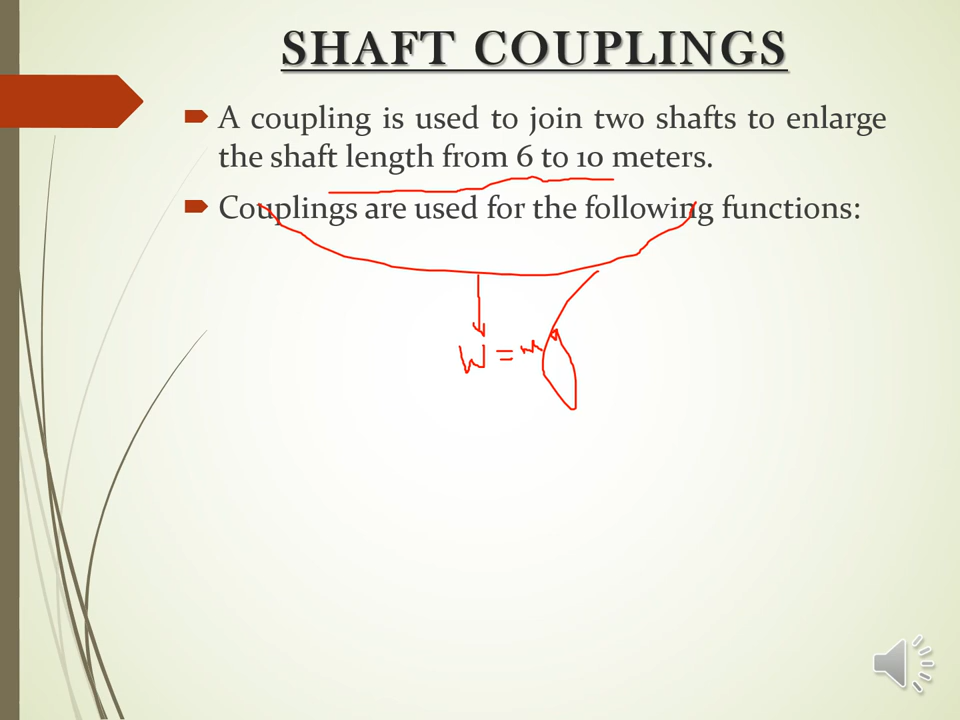 SHAFT COUPLINGS
A coupling is used to join two shafts to enlarge
the shaft length from 6 to 10 meters.
Couplings are used for the following functions:
W = m g